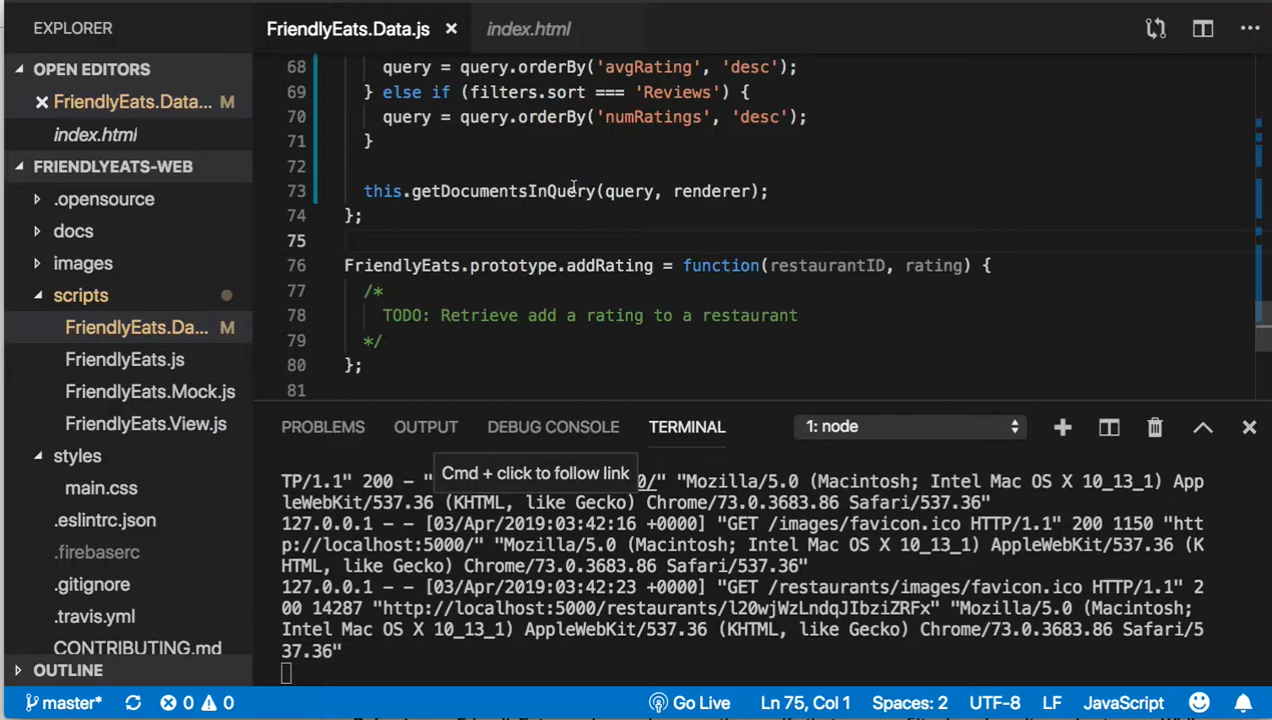 EXPLORER
FriendlyEats.Data.js
index.html
OPEN EDITORS
FriendlyEats.Data... M
index.html
FRIENDLYEATS-WEB
.opensource
docs
images
scripts
FriendlyEats.Da... M
FriendlyEats.js
FriendlyEats.Mock.js
FriendlyEats.View.js
styles
main.css
.eslintrc.json
.firebaserc
.gitignore
.travis.yml
CONTRIBUTING.md
OUTLINE
68 query = query.orderBy('avgRating', 'desc');
69 } else if (filters.sort === 'Reviews') {
70 query = query.orderBy('numRatings', 'desc');
71 }
72
73 this.getDocumentsInQuery(query, renderer);
74 };
75
76 FriendlyEats.prototype.addRating = function(restaurantID, rating) {
77 /*
78 TODO: Retrieve add a rating to a restaurant
79 */
80 };
81
PROBLEMS OUTPUT DEBUG CONSOLE TERMINAL 1: node
Cmd + click to follow link
TP/1.1" 200 - " 0/" "Mozilla/5.0 (Macintosh; Intel Mac OS X 10_13_1) App
leWebKit/537.36 (KHTML, like Gecko) Chrome/73.0.3683.86 Safari/537.36"
127.0.0.1 - - [03/Apr/2019:03:42:16 +0000] "GET /images/favicon.ico HTTP/1.1" 200 1150 "htt
p://localhost:5000/" "Mozilla/5.0 (Macintosh; Intel Mac OS X 10_13_1) AppleWebKit/537.36 (K
HTML, like Gecko) Chrome/73.0.3683.86 Safari/537.36"
127.0.0.1 - - [03/Apr/2019:03:42:23 +0000] "GET /restaurants/images/favicon.ico HTTP/1.1" 2
00 14287 "http://localhost:5000/restaurants/l20wjWzLndqJIbziZRFx" "Mozilla/5.0 (Macintosh;
Intel Mac OS X 10_13_1) AppleWebKit/537.36 (KHTML, like Gecko) Chrome/73.0.3683.86 Safari/5
37.36"
master* 0 0 Go Live Ln 75, Col 1 Spaces: 2 UTF-8 LF JavaScript